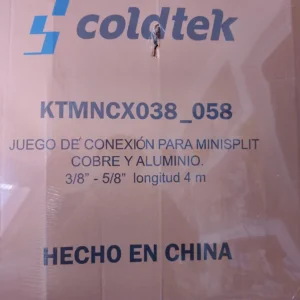 coldtek
KTMNCX038_058
JUEGO DE CONEXIÓN PARA MINISPLIT
COBRE Y ALUMINIO.
3/8" - 5/8" longitud 4 m
HECHO EN CHINA